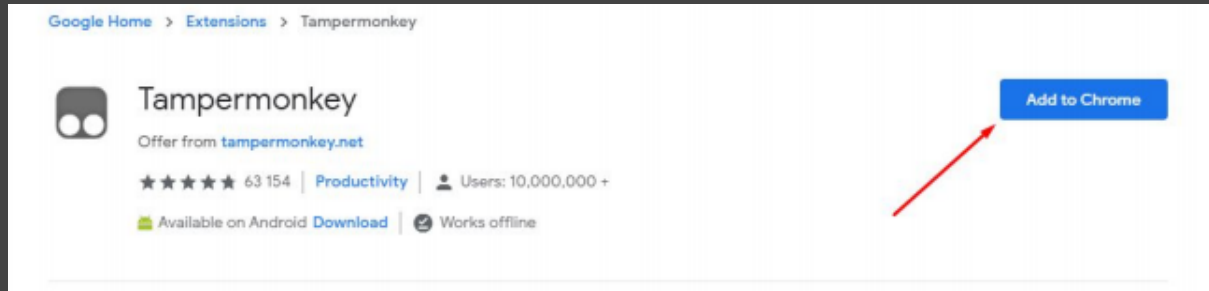 Google Home > Extensions > Tampermonkey
Tampermonkey
Add to Chrome
Offer from tampermonkey.net
63 154 | Productivity | Users: 10,000,000 +
Available on Android Download | Works offline